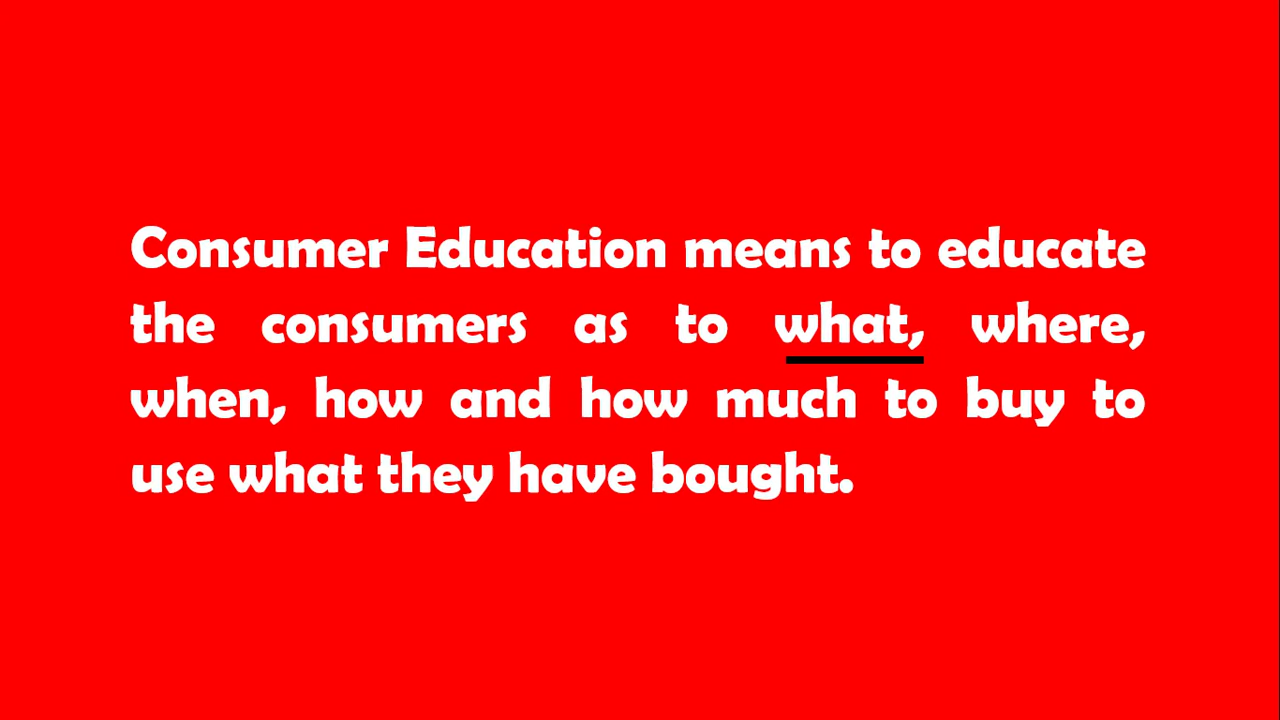 Consumer Education means to educate
the consumers as to what, where,
when, how and how much to buy to
use what they have bought.